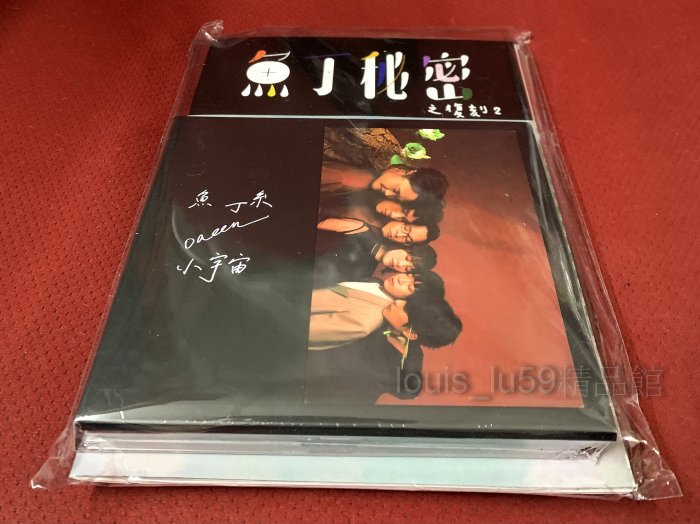 魚丁秘密
之復刻2
魚丁糸
oaeen
小宇宙
louis_lu59精品館